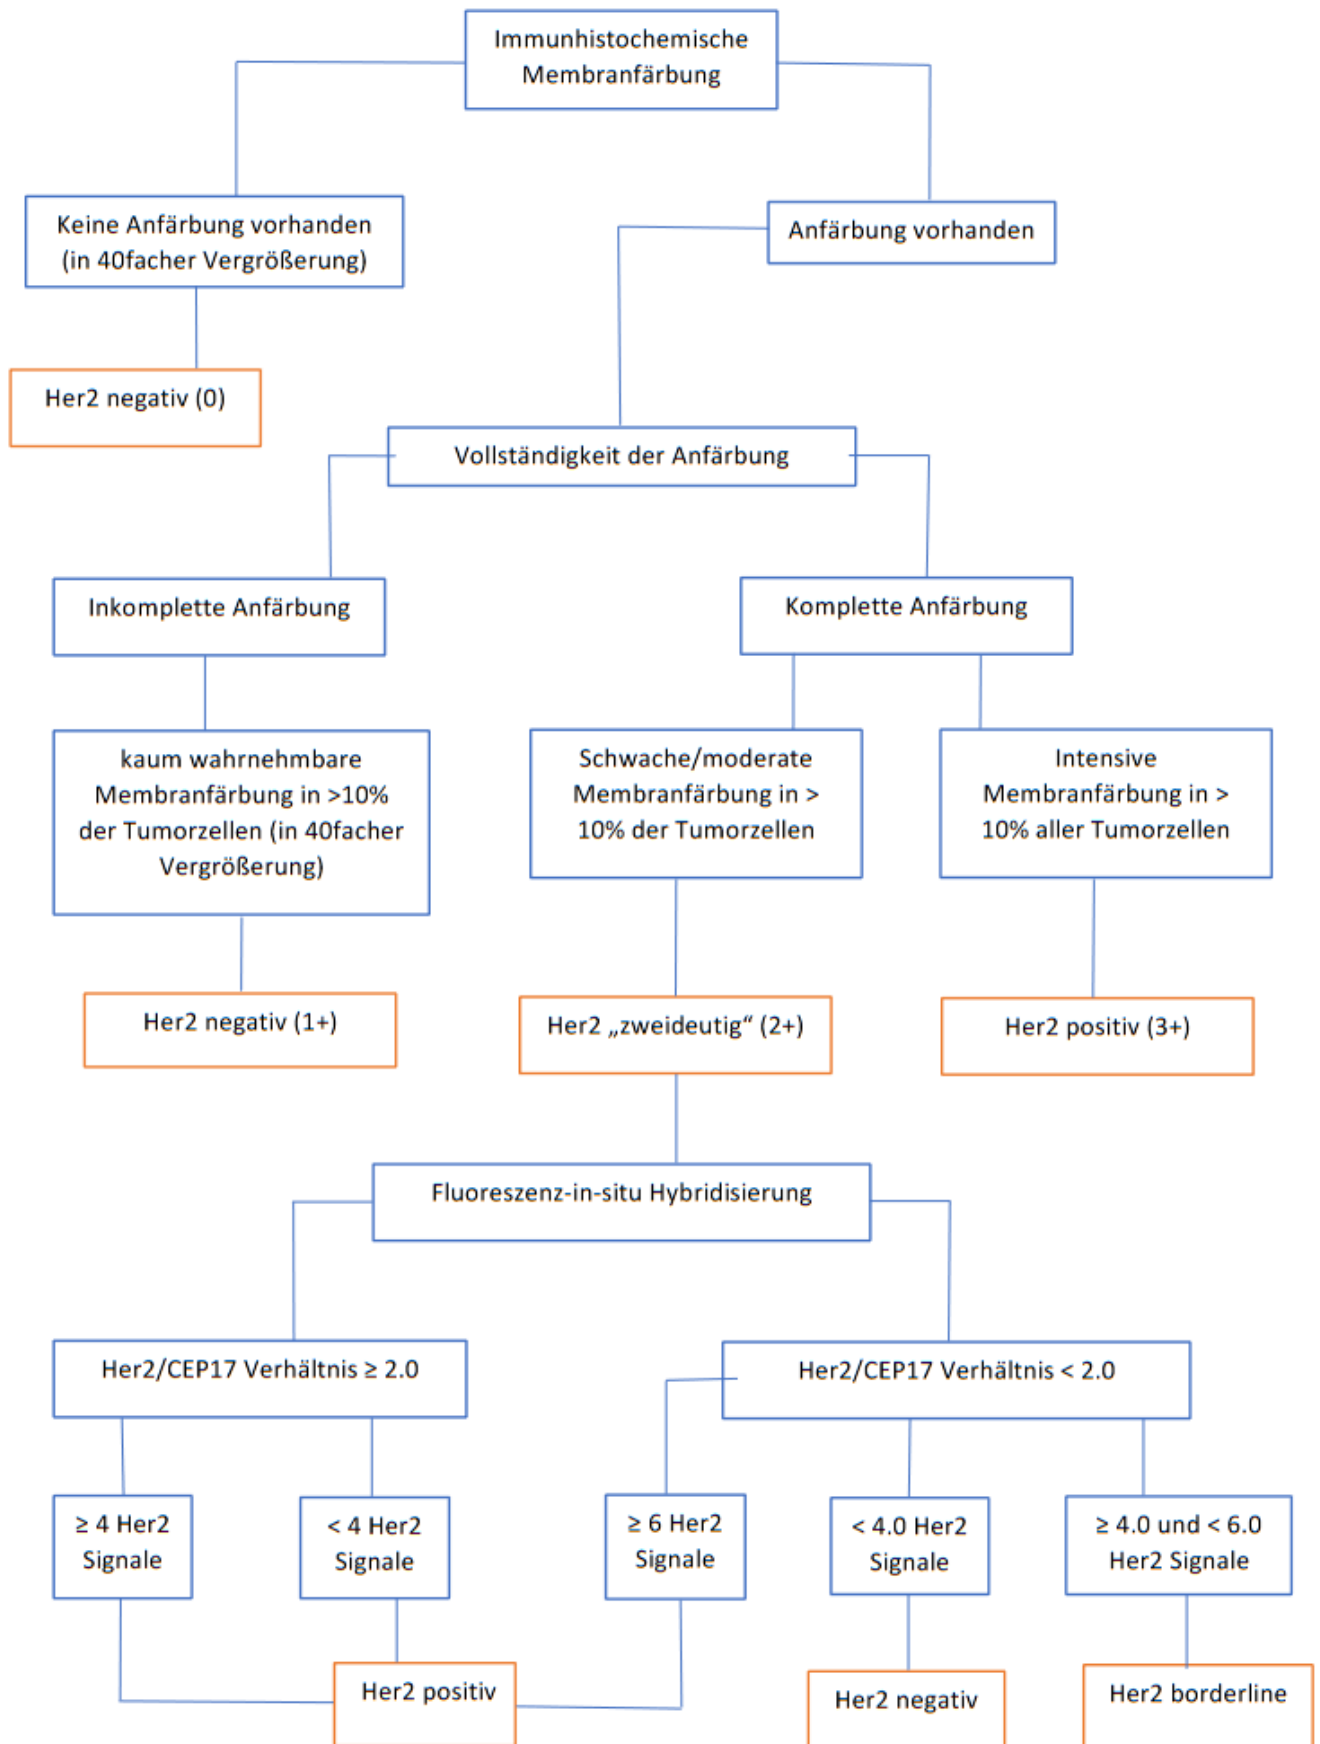 Immunhistochemische
Membranfärbung
Keine Anfärbung vorhanden
(in 40facher Vergrößerung)
Anfärbung vorhanden
Her2 negativ (0)
Vollständigkeit der Anfärbung
Inkomplette Anfärbung
Komplette Anfärbung
kaum wahrnehmbare
Membranfärbung in >10%
der Tumorzellen (in 40facher
Vergrößerung)
Schwache/moderate
Membranfärbung in >
10% der Tumorzellen
Intensive
Membranfärbung in >
10% aller Tumorzellen
Her2 negativ (1+)
Her2 „zweideutig“ (2+)
Her2 positiv (3+)
Fluoreszenz-in-situ Hybridisierung
Her2/CEP17 Verhältnis ≥ 2.0
Her2/CEP17 Verhältnis < 2.0
≥ 4 Her2
Signale
< 4 Her2
Signale
≥ 6 Her2
Signale
< 4.0 Her2
Signale
≥ 4.0 und < 6.0
Her2 Signale
Her2 positiv
Her2 negativ
Her2 borderline